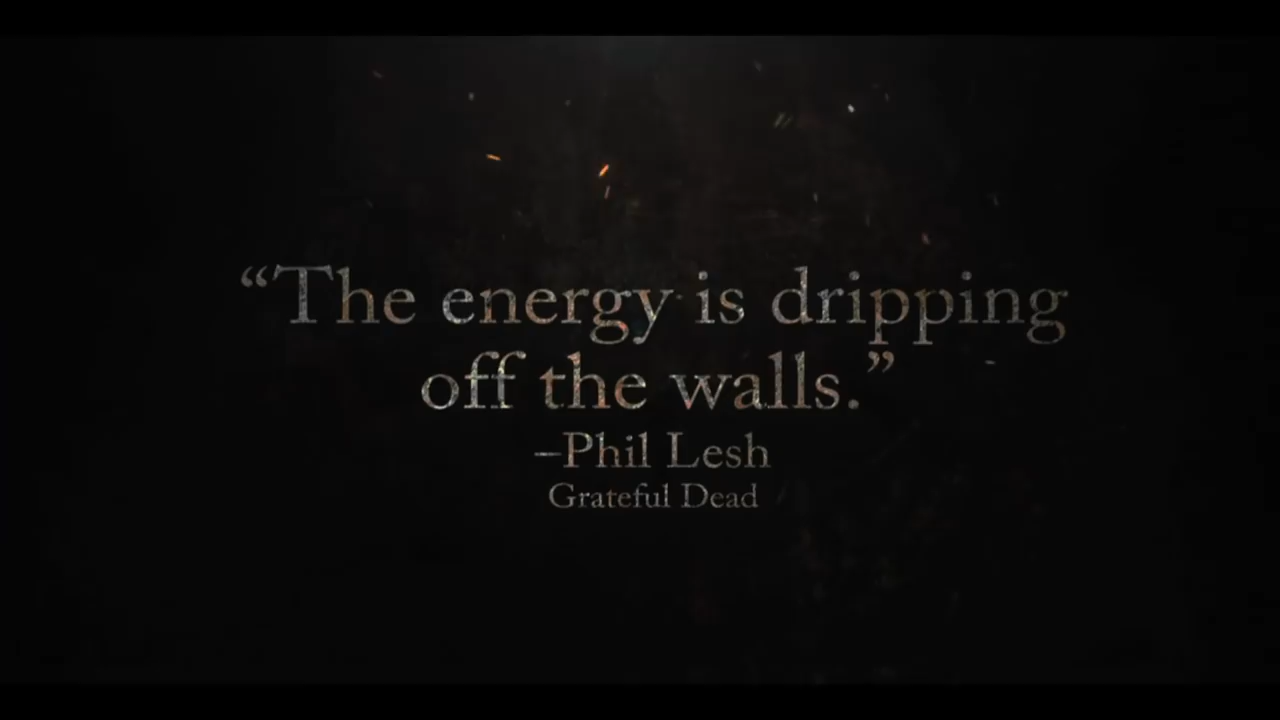 “The energy is dripping
off the walls.”
–Phil Lesh
Grateful Dead